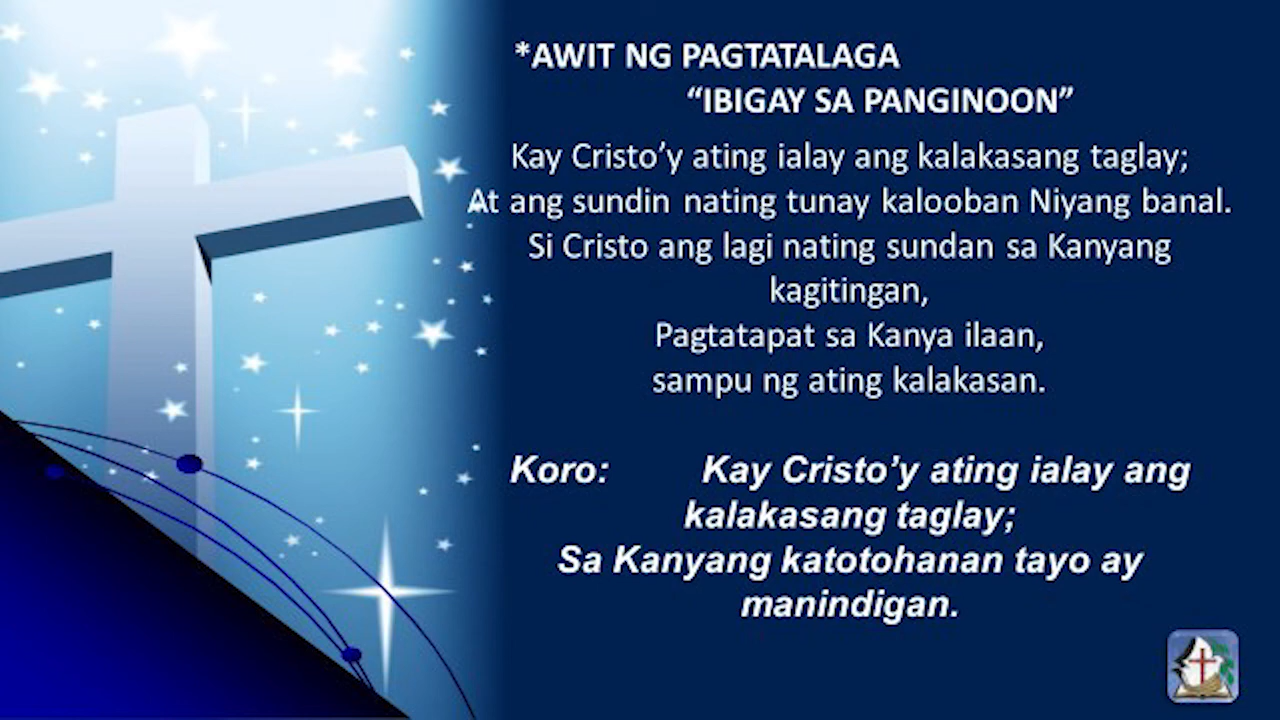 *AWIT NG PAGTATALAGA
“IBIGAY SA PANGINOON”
Kay Cristo’y ating ialay ang kalakasang taglay;
At ang sundin nating tunay kalooban Niyang banal.
Si Cristo ang lagi nating sundan sa Kanyang
kagitingan,
Pagtatapat sa Kanya ilaan,
sampu ng ating kalakasan.
Koro: Kay Cristo’y ating ialay ang
kalakasang taglay;
Sa Kanyang katotohanan tayo ay
manindigan.